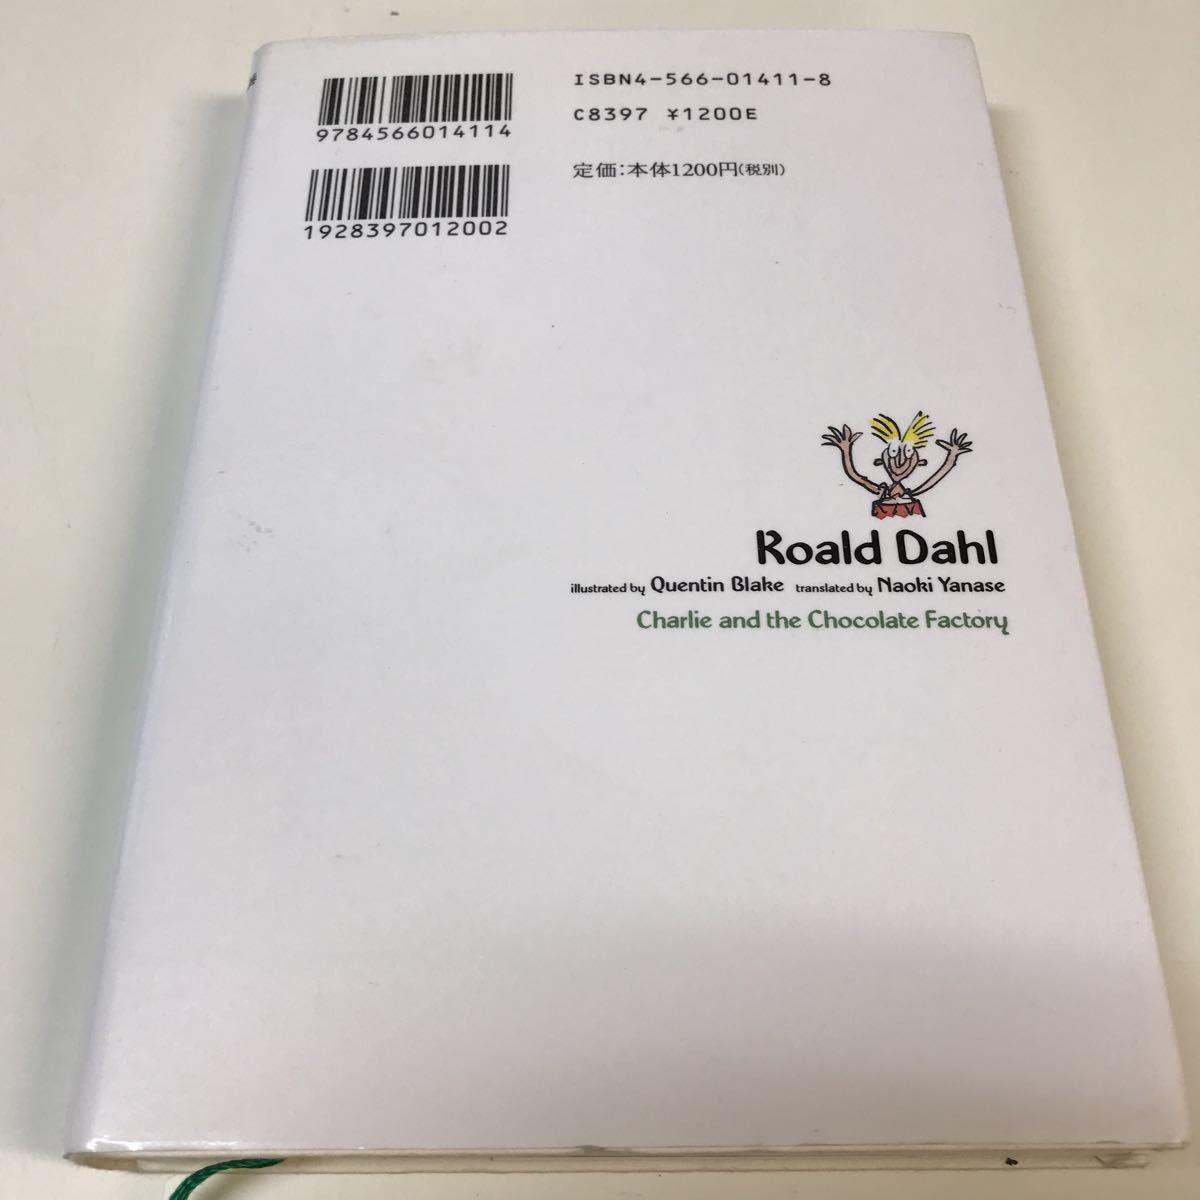 ISBN4-566-01411-8
9784566014114
C8397 ¥1200E
定価:本体1200円(税別)
1928397012002
Roald Dahl
illustrated by Quentin Blake translated by Naoki Yanase
Charlie and the Chocolate Factory